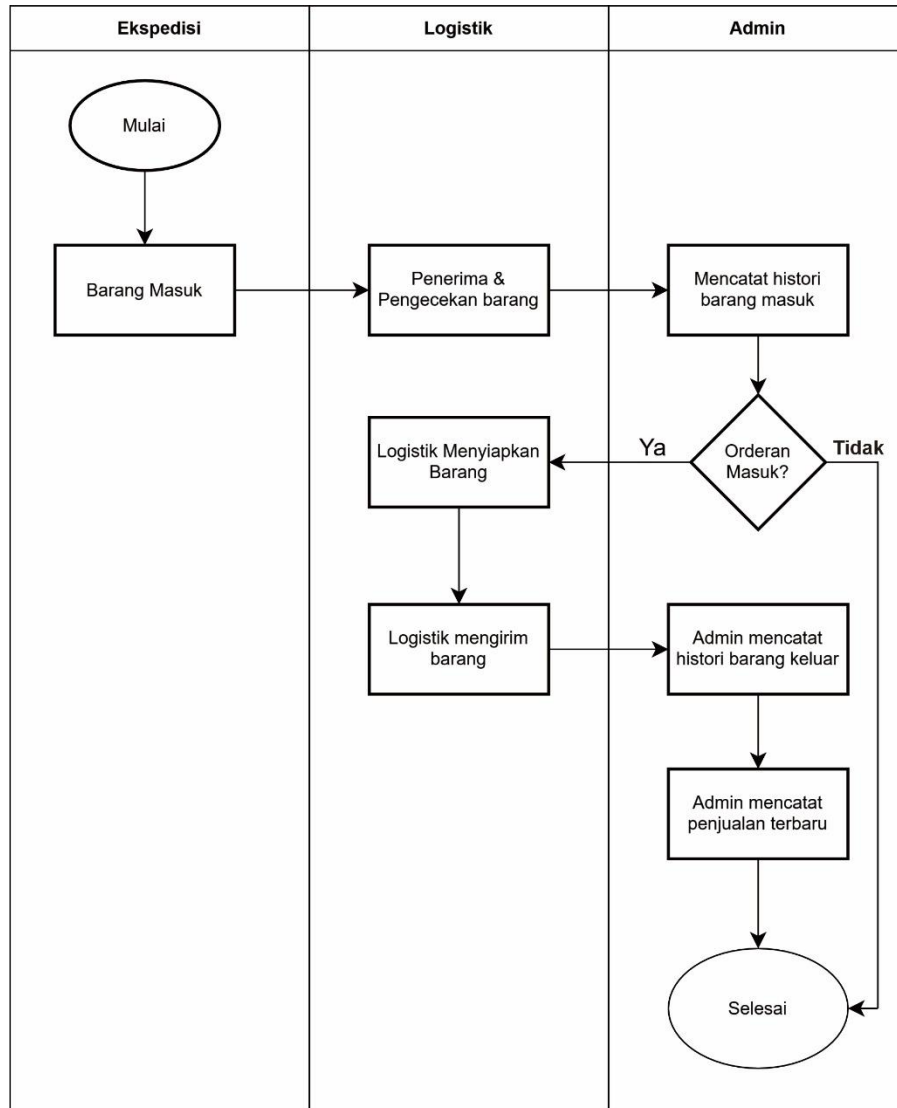 Ekspedisi
Logistik
Admin
Mulai
Barang Masuk
Penerima &
Pengecekan barang
Mencatat histori
barang masuk
Logistik Menyiapkan
Barang
Ya
Orderan
Masuk?
Tidak
Logistik mengirim
barang
Admin mencatat
histori barang keluar
Admin mencatat
penjualan terbaru
Selesai